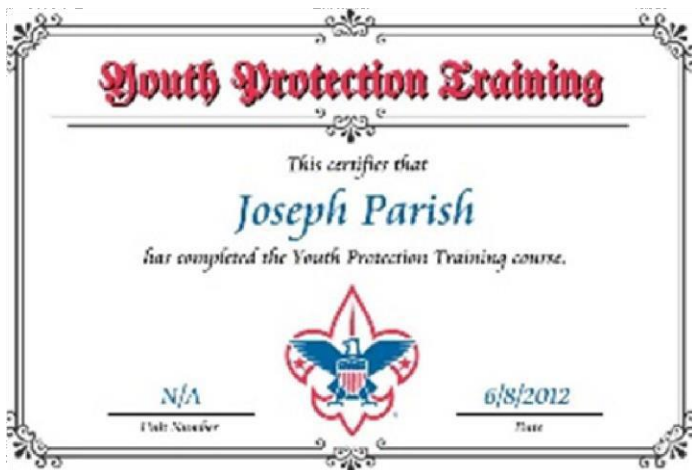 Youth Protection Training
This certifies that
Joseph Parish
has completed the Youth Protection Training course.
N/A 6/8/2012
Unit Number Date